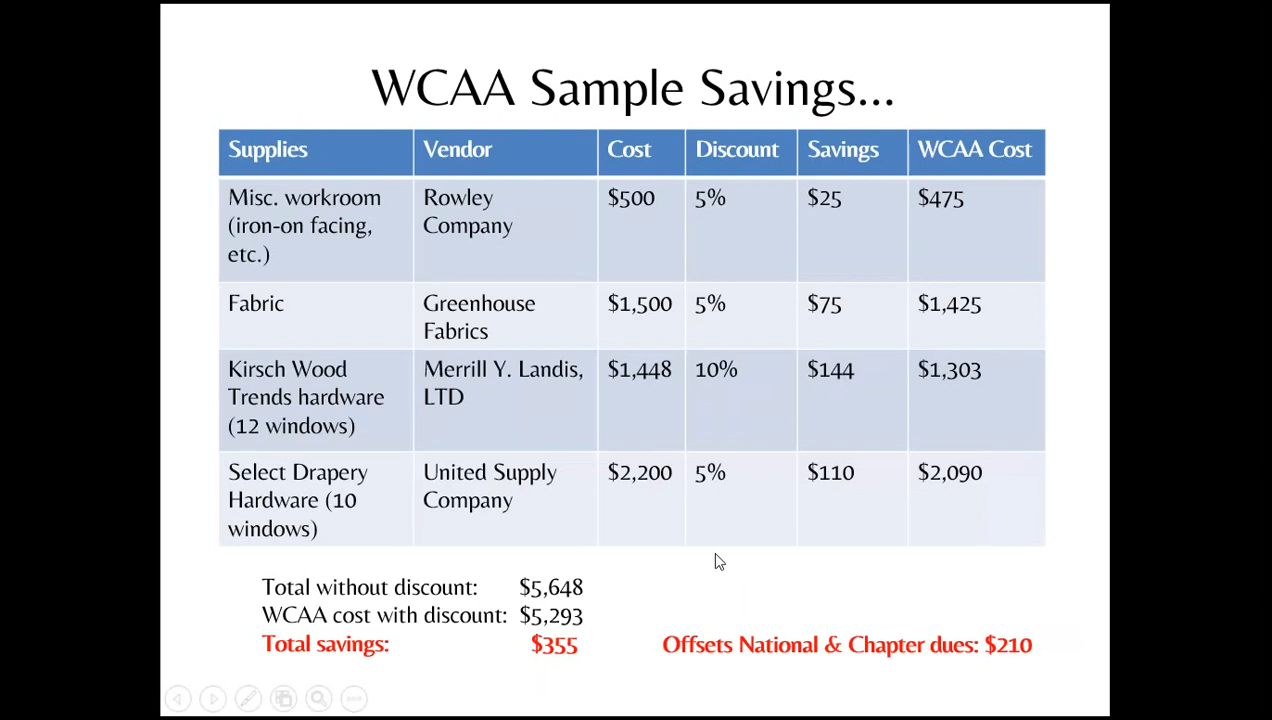 WCAA Sample Savings...
Supplies Vendor Cost Discount Savings WCAA Cost
Misc. workroom Rowley $500 5% $25 $475
(iron-on facing, Company
etc.)
Fabric Greenhouse $1,500 5% $75 $1,425
Fabrics
Kirsch Wood Merrill Y. Landis, $1,448 10% $144 $1,303
Trends hardware LTD
(12 windows)
Select Drapery United Supply $2,200 5% $110 $2,090
Hardware (10 Company
windows)
Total without discount: $5,648
WCAA cost with discount: $5,293
Total savings: $355 Offsets National & Chapter dues: $210